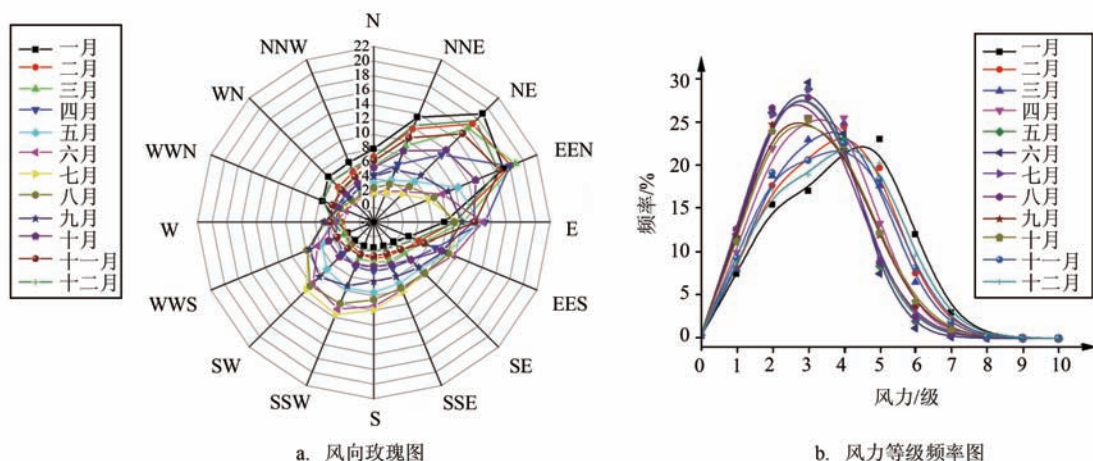 一月
二月
三月
四月
五月
六月
七月
八月
九月
十月
十一月
十二月
N
NNE
NE
EEN
E
EES
SE
SSE
S
SSW
SW
WWS
W
WWN
WN
NNW
22
20
18
16
14
12
10
8
6
4
2
0
a. 风向玫瑰图
频率/%
30
25
20
15
10
5
0
0 1 2 3 4 5 6 7 8 9 10
风力/级
一月
二月
三月
四月
五月
六月
七月
八月
九月
十月
十一月
十二月
b. 风力等级频率图